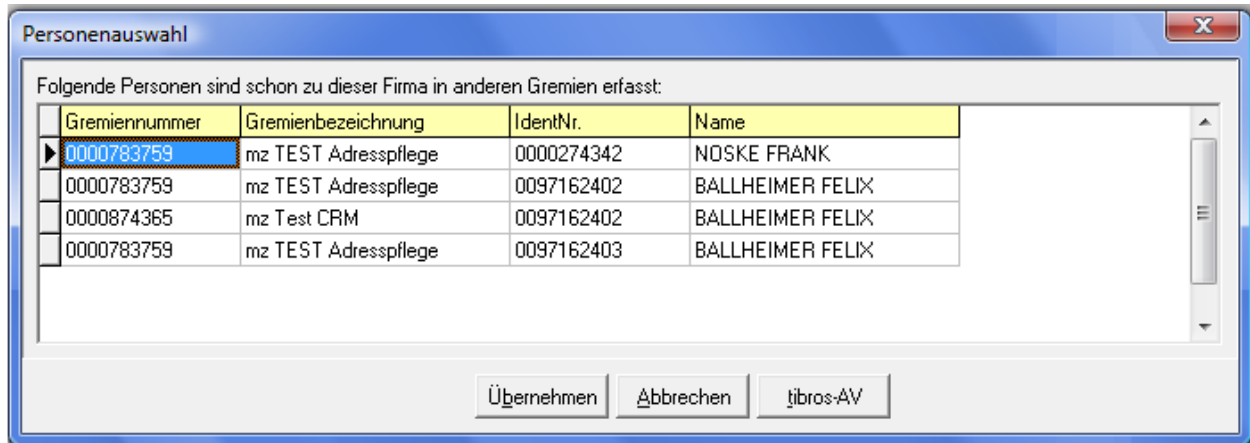 Personenauswahl
Folgende Personen sind schon zu dieser Firma in anderen Gremien erfasst:
Gremiennummer Gremienbezeichnung IdentNr. Name
0000783759 mz TEST Adresspflege 0000274342 NOSKE FRANK
0000783759 mz TEST Adresspflege 0097162402 BALLHEIMER FELIX
0000874365 mz Test CRM 0097162402 BALLHEIMER FELIX
0000783759 mz TEST Adresspflege 0097162403 BALLHEIMER FELIX
Übernehmen Abbrechen tibros-AV